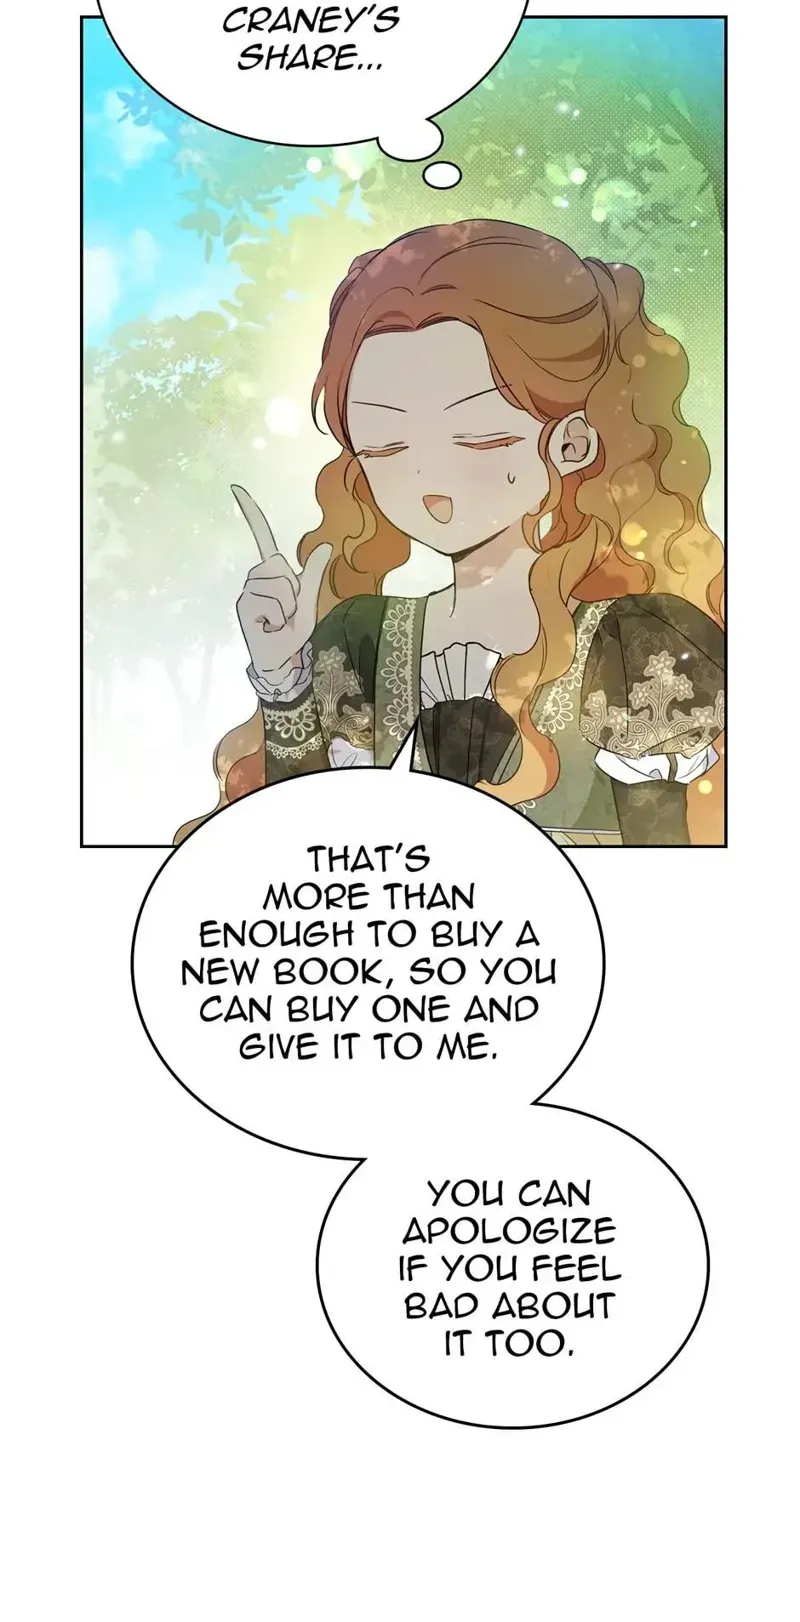 CRANEY'S
SHARE...
THAT'S
MORE THAN
ENOUGH TO BUY A
NEW BOOK, SO YOU
CAN BUY ONE AND
GIVE IT TO ME.
YOU CAN
APOLOGIZE
IF YOU FEEL
BAD ABOUT
IT TOO.